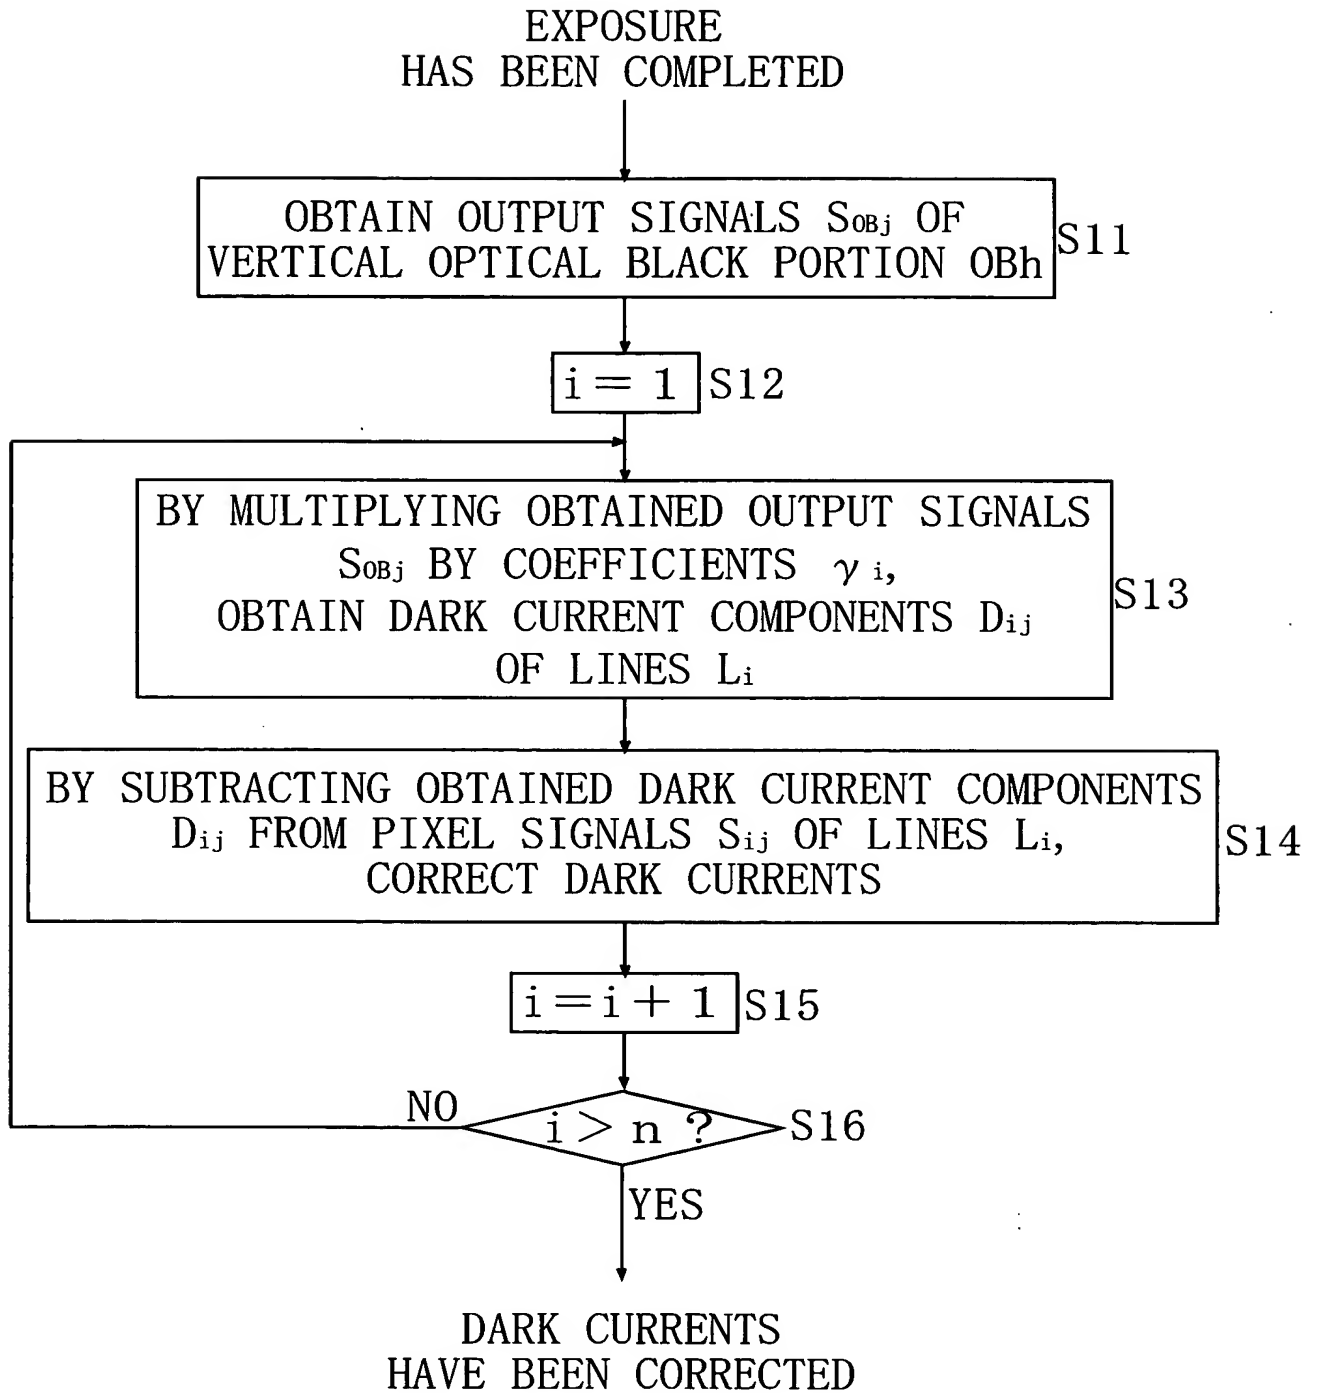 EXPOSURE
HAS BEEN COMPLETED
OBTAIN OUTPUT SIGNALS SOBj OF
VERTICAL OPTICAL BLACK PORTION OBh
S11
i = 1
S12
BY MULTIPLYING OBTAINED OUTPUT SIGNALS
SOBj BY COEFFICIENTS γi,
OBTAIN DARK CURRENT COMPONENTS Dij
OF LINES Li
S13
BY SUBTRACTING OBTAINED DARK CURRENT COMPONENTS
Dij FROM PIXEL SIGNALS Sij OF LINES Li,
CORRECT DARK CURRENTS
S14
i = i + 1
S15
NO
i > n ?
S16
YES
DARK CURRENTS
HAVE BEEN CORRECTED